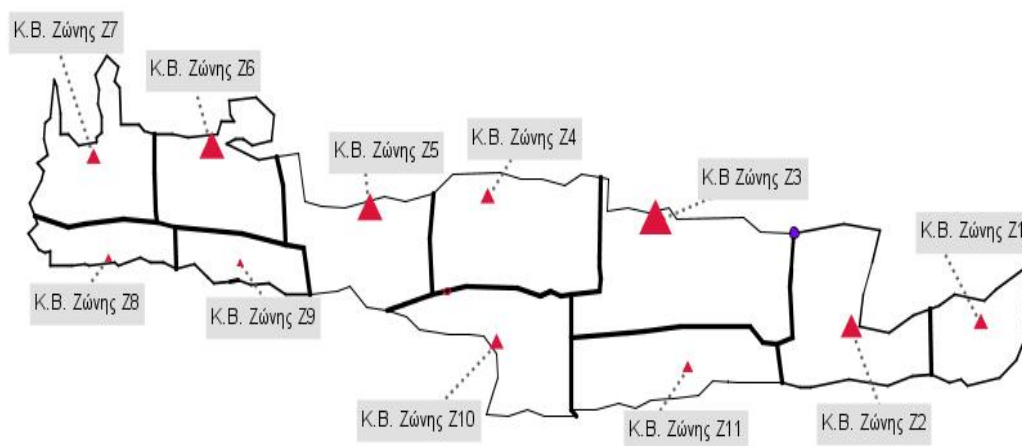 Κ.Β. Ζώνης Ζ7
Κ.Β. Ζώνης Ζ6
Κ.Β. Ζώνης Ζ5
Κ.Β. Ζώνης Ζ4
Κ.Β Ζώνης Ζ3
Κ.Β. Ζώνης Ζ1
Κ.Β. Ζώνης Ζ8
Κ.Β. Ζώνης Ζ9
Κ.Β. Ζώνης Ζ10
Κ.Β. Ζώνης Ζ11
Κ.Β. Ζώνης Ζ2